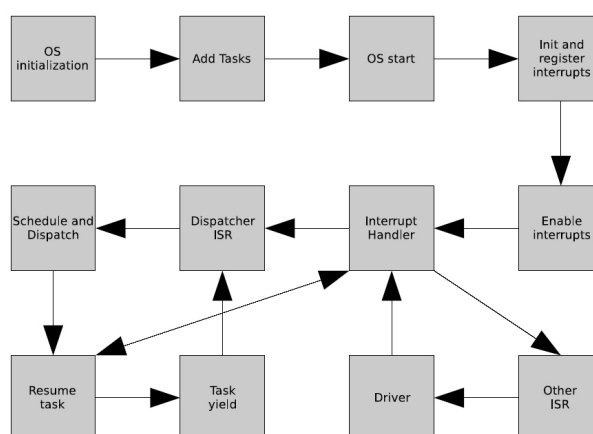 OS
initialization
Add Tasks
OS start
Init and
register
interrupts
Schedule and
Dispatch
Dispatcher
ISR
Interrupt
Handler
Enable
interrupts
Resume
task
Task
yield
Driver
Other
ISR